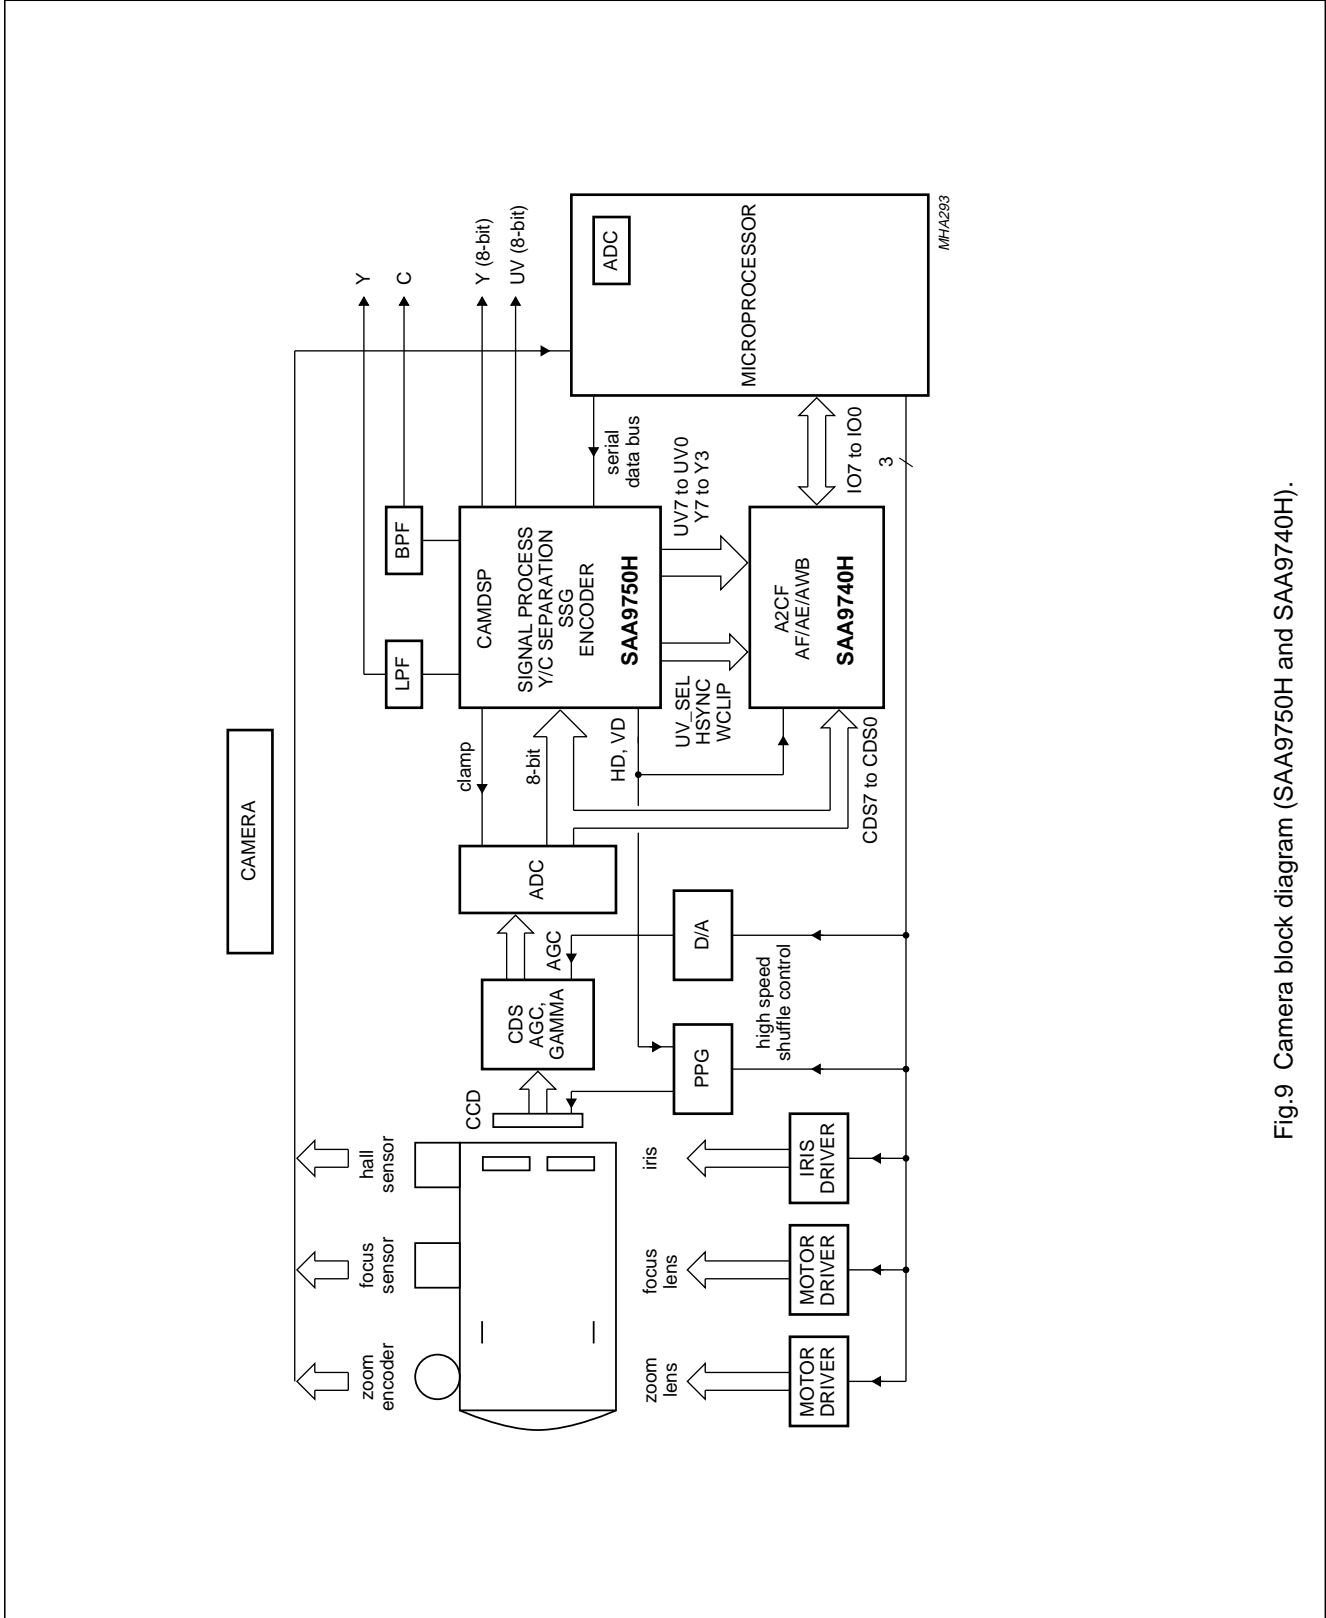 CAMERA
zoom
encoder
focus
sensor
hall
sensor
CCD
CDS
AGC,
GAMMA
AGC
ADC
clamp
8-bit
HD, VD
LPF
BPF
Y
C
Y (8-bit)
UV (8-bit)
CAMDSP
SIGNAL PROCESS
Y/C SEPARATION
SSG
ENCODER
SAA9750H
serial
data bus
ADC
MICROPROCESSOR
UV_SEL
HSYNC
WCLIP
UV7 to UV0
Y7 to Y3
A2CF
AF/AE/AWB
SAA9740H
CDS7 to CDS0
IO7 to IO0
3
zoom
lens
focus
lens
iris
PPG
D/A
high speed
shuffle control
MOTOR
DRIVER
MOTOR
DRIVER
IRIS
DRIVER
MHA293
Fig.9 Camera block diagram (SAA9750H and SAA9740H).